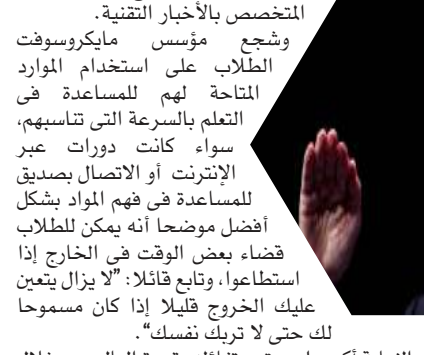 المتخصص بالأخبار التقنية.
وشجع مؤسس مايكروسوفت
الطلاب على استخدام الموارد
المتاحة لهم للمساعدة فى
التعلم بالسرعة التى تناسبهم،
سواء كانت دورات عبر
الإنترنت أو الاتصال بصديق
للمساعدة فى فهم المواد بشكل
أفضل موضحا أنه يمكن للطلاب
قضاء بعض الوقت فى الخارج إذا
استطاعوا، وتابع قائلا: "لا يزال يتعين
عليك الخروج قليلا إذا كان مسموحا
لك حتى لا تربك نفسك".